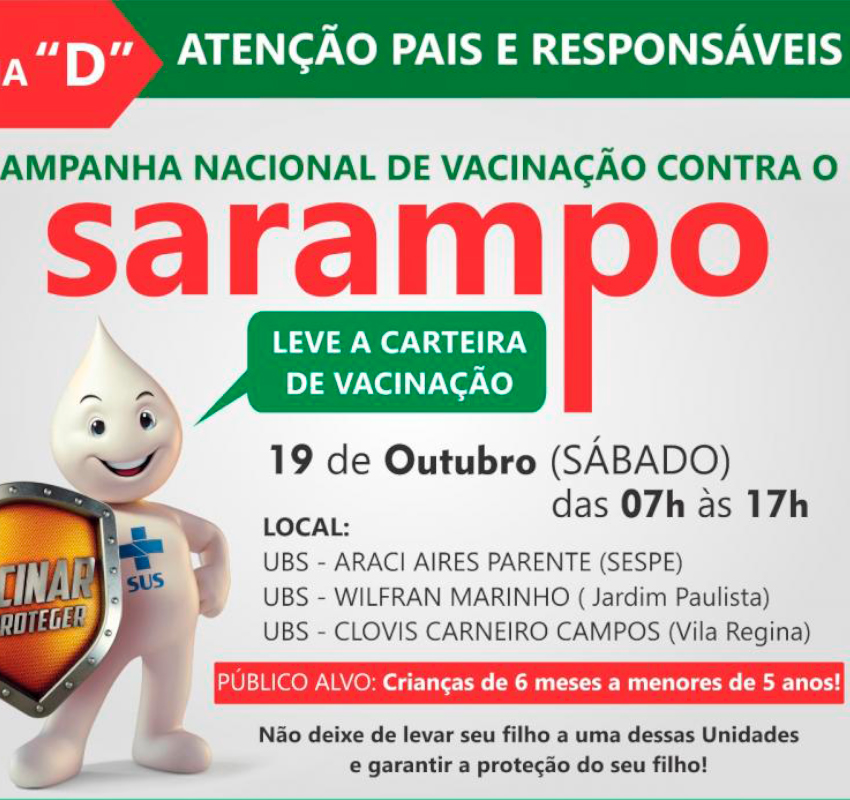 A “D”
ATENÇÃO PAIS E RESPONSÁVEIS
AMPANHA NACIONAL DE VACINAÇÃO CONTRA O
sarampo
LEVE A CARTEIRA
DE VACINAÇÃO
19 de Outubro (SÁBADO)
das 07h às 17h
LOCAL:
UBS - ARACI AIRES PARENTE (SESPE)
UBS - WILFRAN MARINHO ( Jardim Paulista)
UBS - CLOVIS CARNEIRO CAMPOS (Vila Regina)
CINAR
ROTEGER
SUS
PÚBLICO ALVO: Crianças de 6 meses a menores de 5 anos!
Não deixe de levar seu filho a uma dessas Unidades
e garantir a proteção do seu filho!